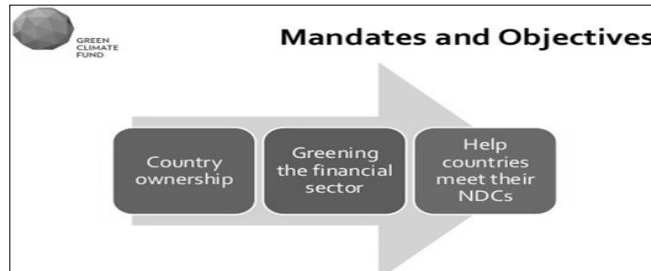 GREEN
CLIMATE
FUND
Mandates and Objectives
Country
ownership
Greening
the financial
sector
Help
countries
meet their
NDCs